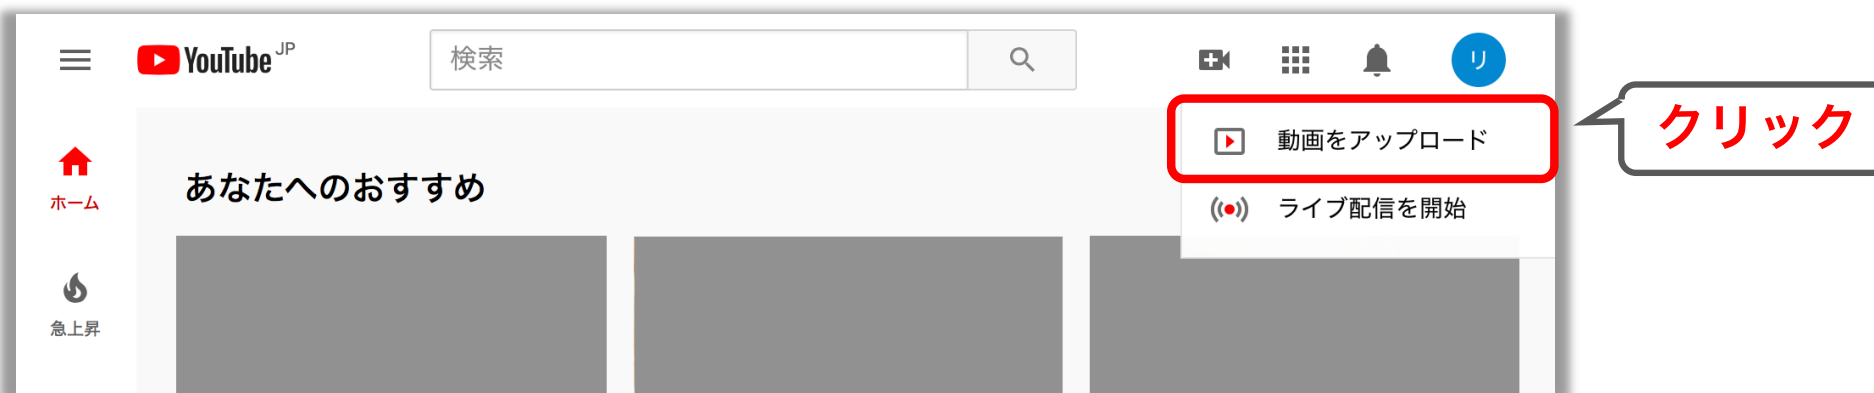 YouTube JP
検索
リ
動画をアップロード
クリック
ホーム
あなたへのおすすめ
ライブ配信を開始
急上昇